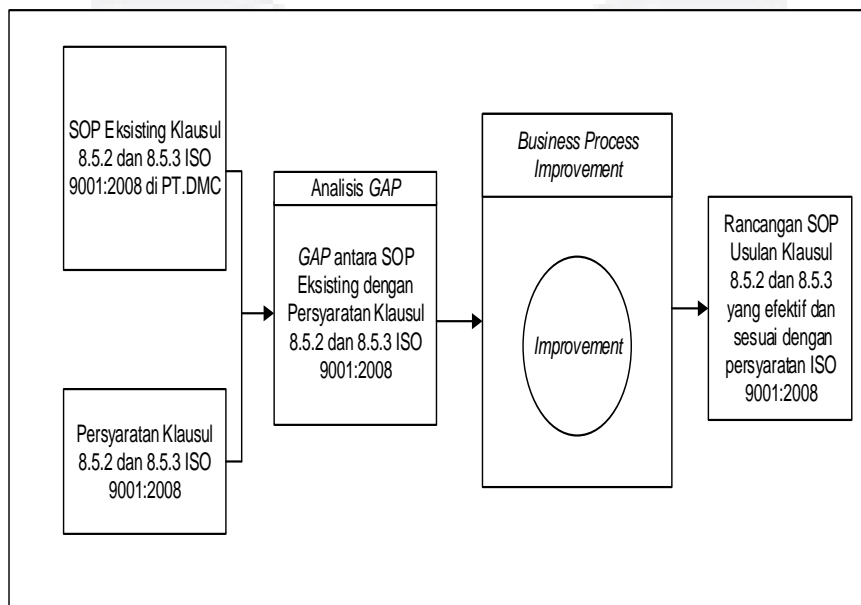 SOP Eksisting Klausul
8.5.2 dan 8.5.3 ISO
9001:2008 di PT.DMC
Persyaratan Klausul
8.5.2 dan 8.5.3 ISO
9001:2008
Analisis GAP
GAP antara SOP
Eksisting dengan
Persyaratan Klausul
8.5.2 dan 8.5.3 ISO
9001:2008
Business Process
Improvement
Improvement
Rancangan SOP
Usulan Klausul
8.5.2 dan 8.5.3
yang efektif dan
sesuai dengan
persyaratan ISO
9001:2008